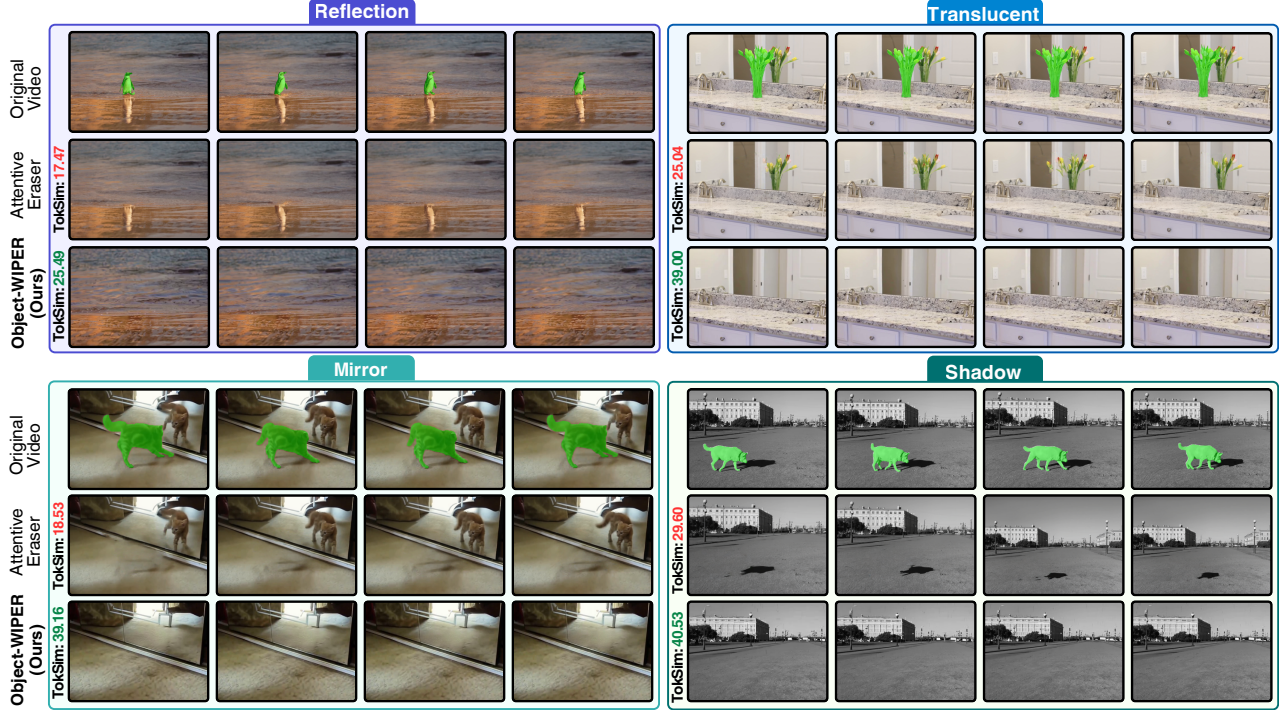 Reflection
Original
Video
Attentive
Eraser
TokSim: 17.47
Object-WIPER
(Ours)
TokSim: 25.49
Translucent
TokSim: 25.04
TokSim: 39.00
Mirror
Original
Video
Attentive
Eraser
TokSim: 18.53
Object-WIPER
(Ours)
TokSim: 39.16
Shadow
TokSim: 29.60
TokSim: 40.53